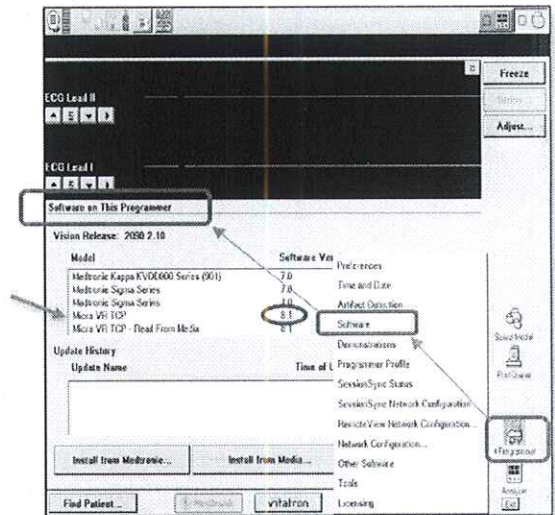 Freeze
ECG Lead II
Adjust...
ECG Lead I
Software on This Programmer
Vision Release: 2090 2.10
Model
Software Ver
Medtronic Kappa KVDD000 Series (901)
7.0
Medtronic Sigma Series
7.0
Medtronic Sigma Series
Micra VR TCP
8.1
Micra VR TCP - Read From Media
8.1
Update History
Update Name
Time of U
Install from Medtronic...
Install from Media...
Find Patient...
vitatron
Preferences
Time and Date
Artifact Detection
Software
Demonstrations
Programmer Profile
SessionSync Status
SessionSync Network Configuration
RemoteView Network Configuration...
Network Configuration...
Other Software
Tools
Licensing
Programmer
Analyzer